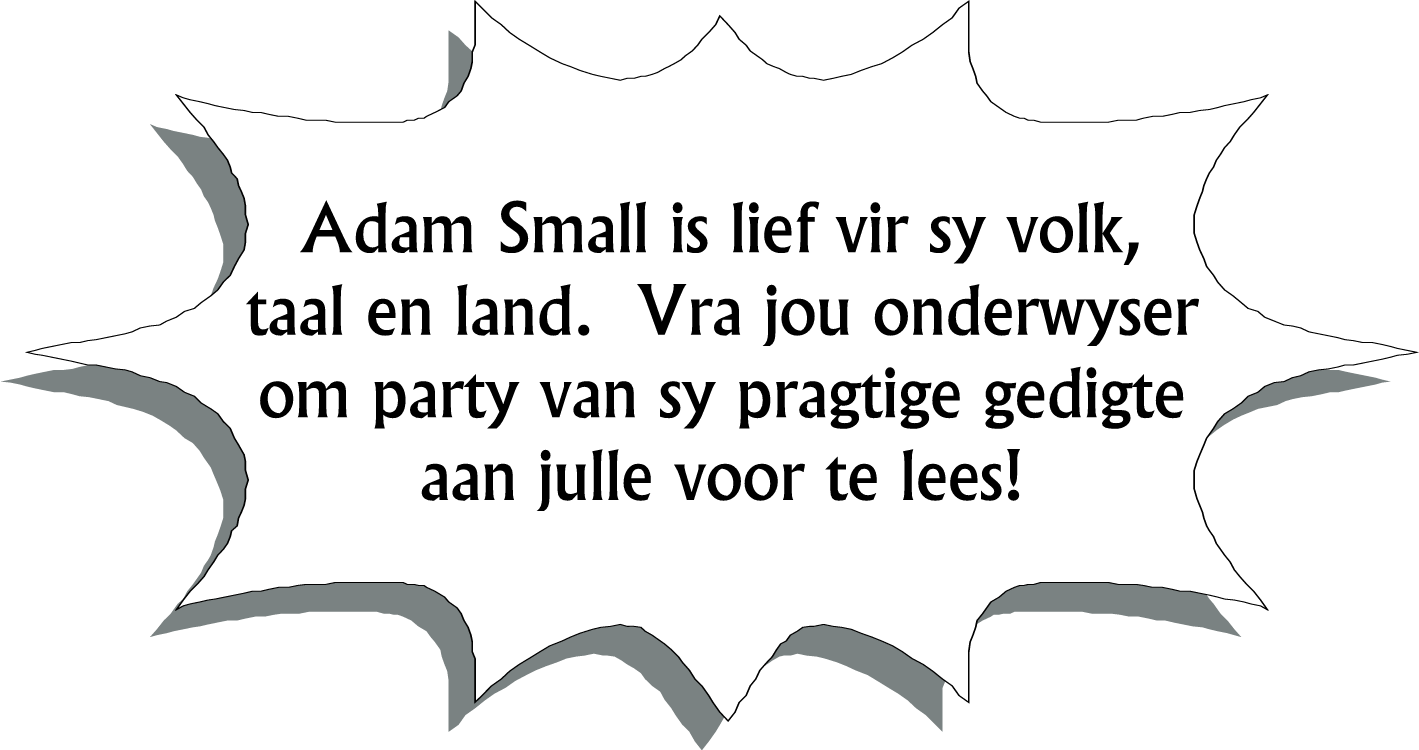 Adam Small is lief vir sy volk,
taal en land.  Vra jou onderwyser
om party van sy pragtige gedigte
aan julle voor te lees!